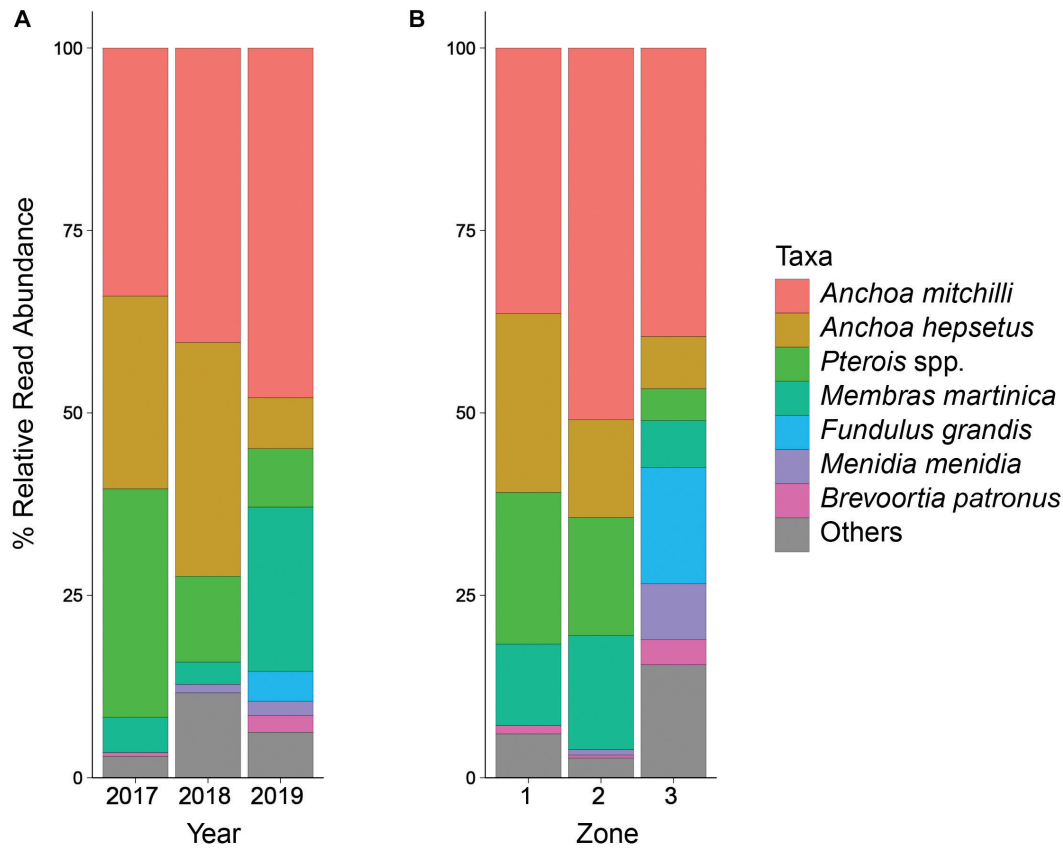 A
% Relative Read Abundance
100
75
50
25
0
2017 2018 2019
Year
B
100
75
50
25
0
1 2 3
Zone
Taxa
Anchoa mitchilli
Anchoa hepsetus
Pterois spp.
Membras martinica
Fundulus grandis
Menidia menidia
Brevoortia patronus
Others